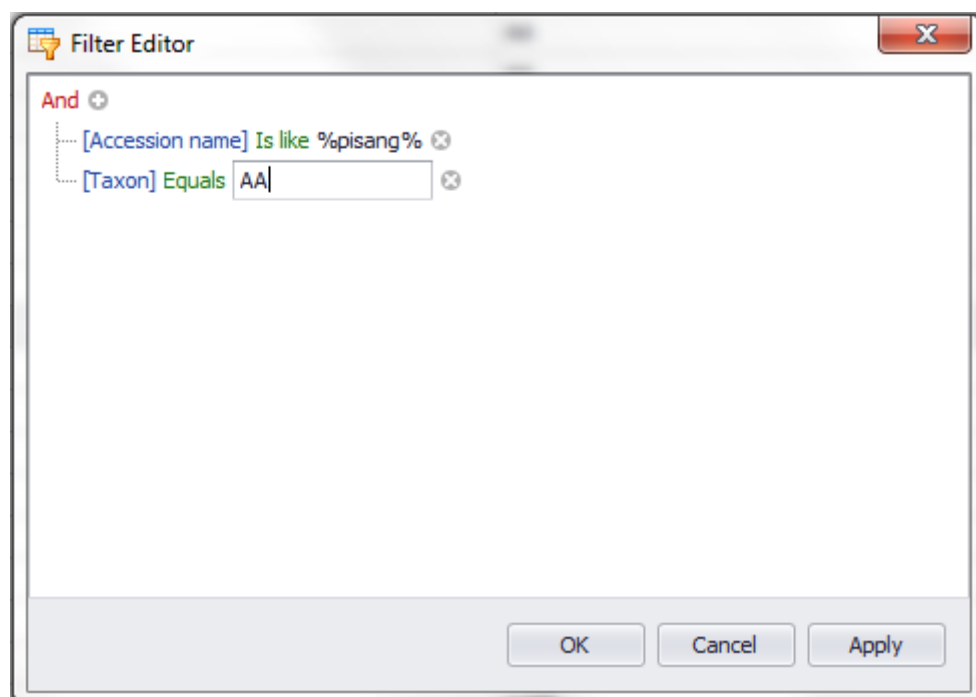 Filter Editor
And
[Accession name] Is like %pisang%
[Taxon] Equals AA
OK Cancel Apply